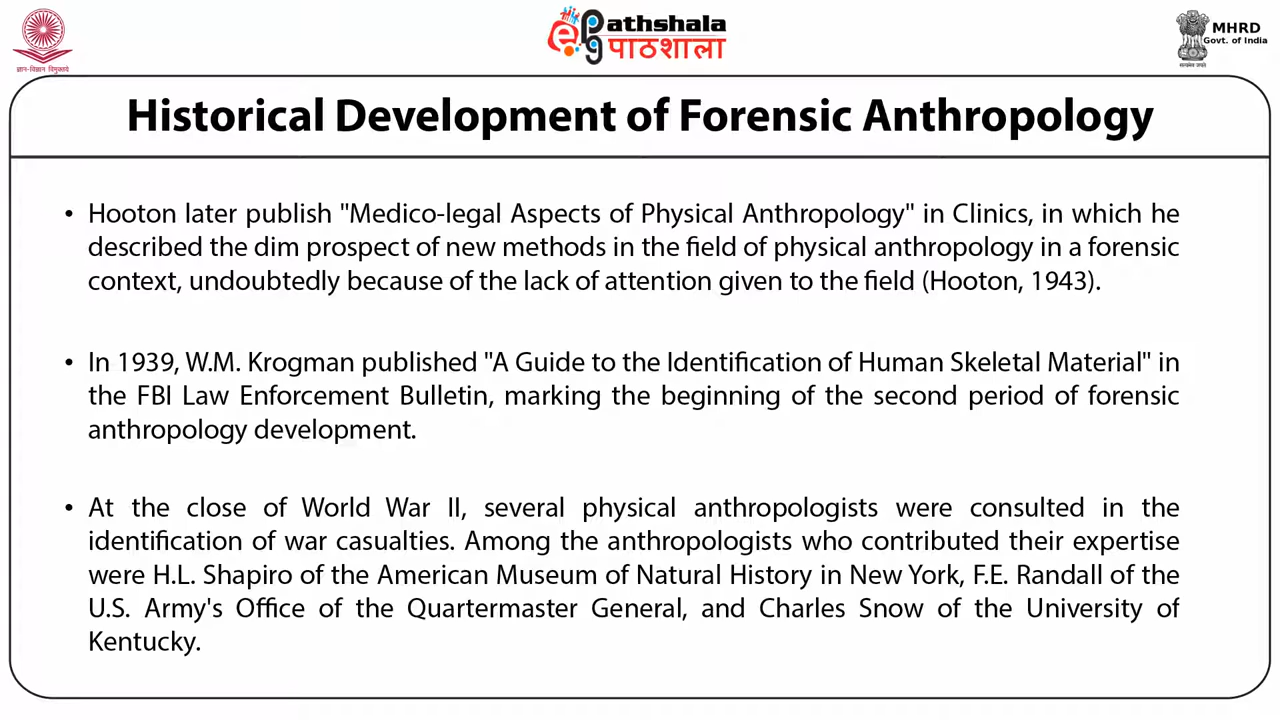 ePathshala
पाठशाला
MHRD
Govt. of India
ज्ञान-विज्ञान विमुक्तये
सत्यमेव जयते
Historical Development of Forensic Anthropology
• Hooton later publish "Medico-legal Aspects of Physical Anthropology" in Clinics, in which he
described the dim prospect of new methods in the field of physical anthropology in a forensic
context, undoubtedly because of the lack of attention given to the field (Hooton, 1943).
• In 1939, W.M. Krogman published "A Guide to the Identification of Human Skeletal Material" in
the FBI Law Enforcement Bulletin, marking the beginning of the second period of forensic
anthropology development.
• At the close of World War II, several physical anthropologists were consulted in the
identification of war casualties. Among the anthropologists who contributed their expertise
were H.L. Shapiro of the American Museum of Natural History in New York, F.E. Randall of the
U.S. Army's Office of the Quartermaster General, and Charles Snow of the University of
Kentucky.